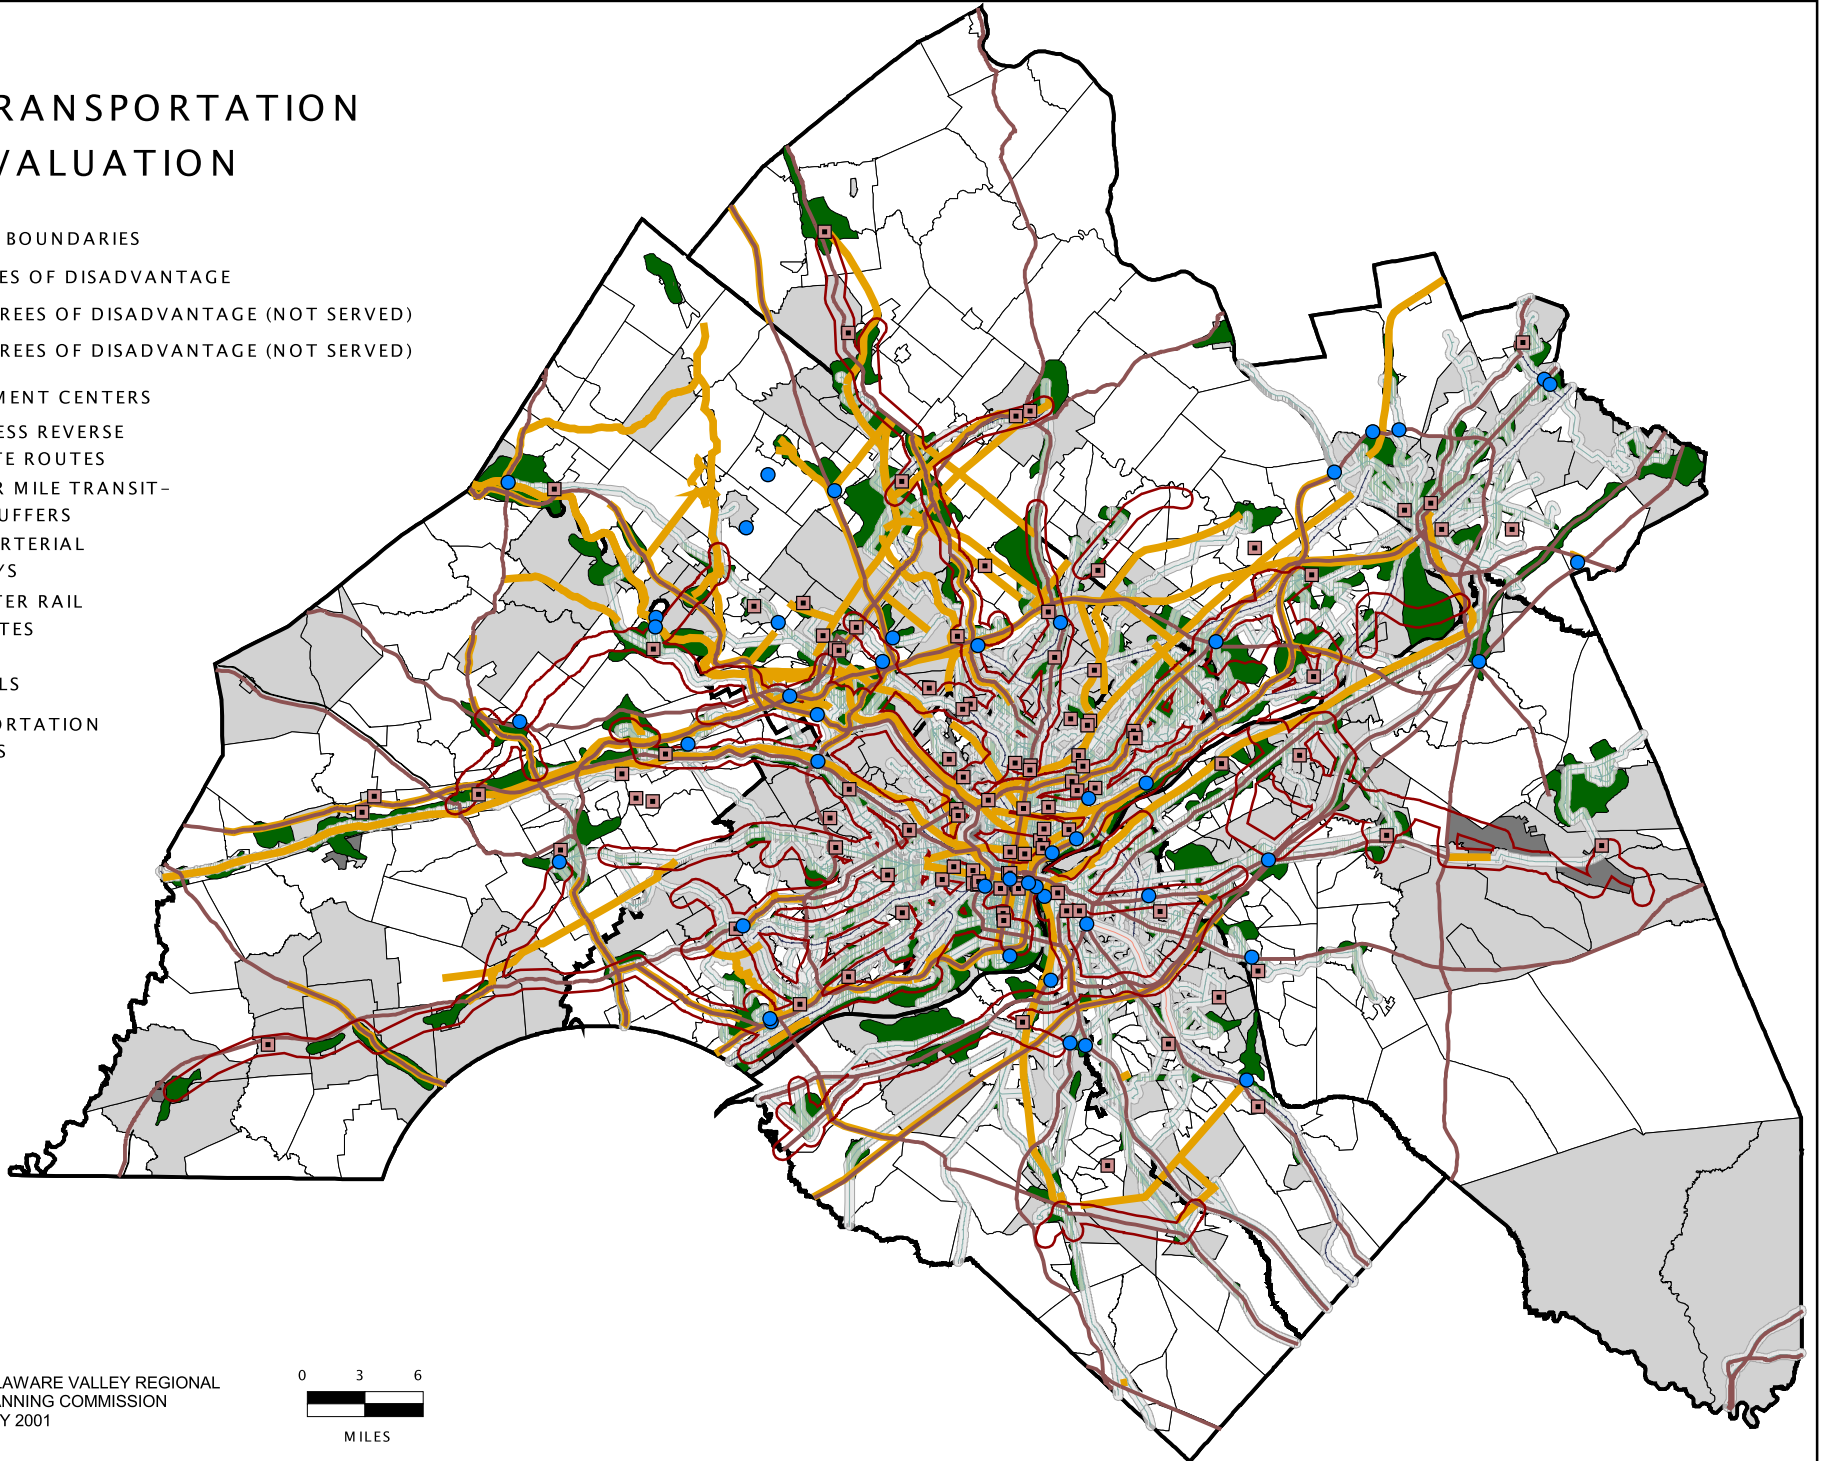 RANSPORTATION
VALUATION
BOUNDARIES
ES OF DISADVANTAGE
REES OF DISADVANTAGE (NOT SERVED)
REES OF DISADVANTAGE (NOT SERVED)
MENT CENTERS
ESS REVERSE
TE ROUTES
R MILE TRANSIT-
UFFERS
RTERIAL
YS
TER RAIL
TES
LS
ORTATION
S
LAWARE VALLEY REGIONAL
ANNING COMMISSION
Y 2001
0 3 6
MILES